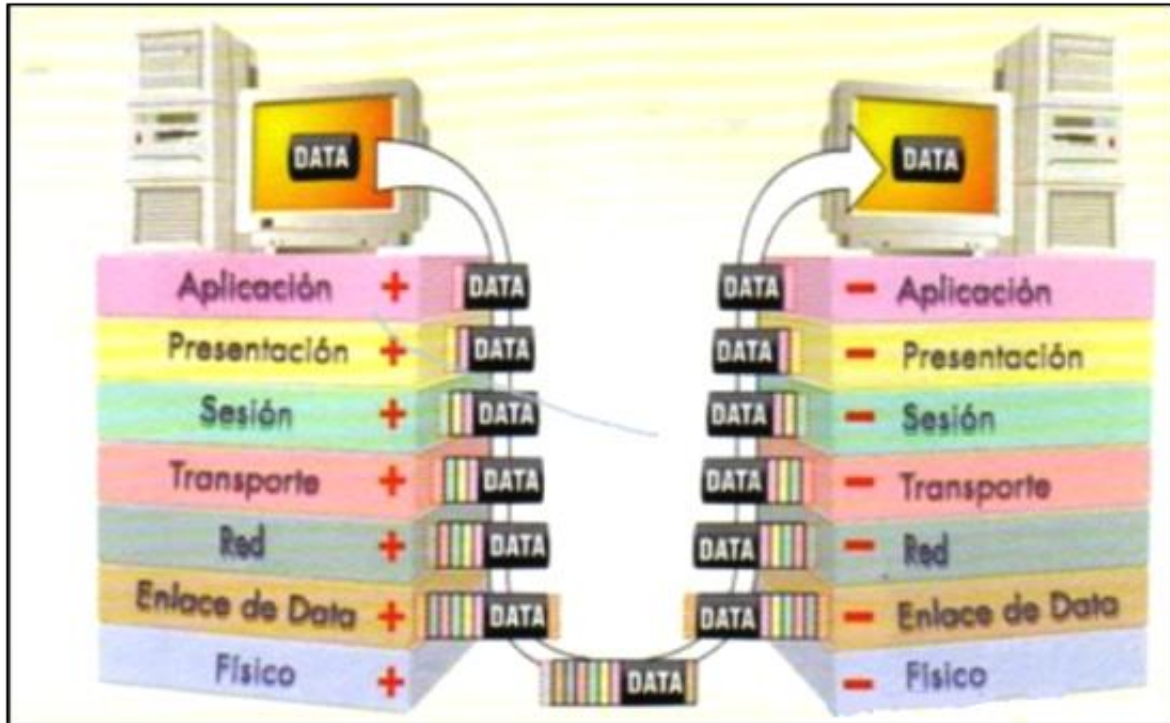 DATA
DATA
Aplicación + DATA
DATA - Aplicación
Presentación + DATA
DATA - Presentación
Sesión + DATA
DATA - Sesión
Transporte + DATA
DATA - Transporte
Red + DATA
DATA - Red
Enlace de Data + DATA
DATA - Enlace de Data
Físico +
DATA
- Físico